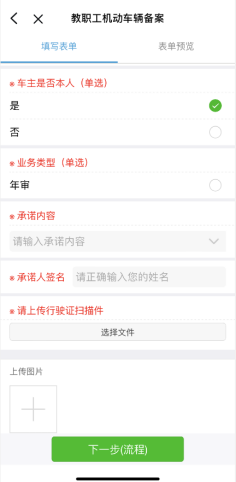 教职工机动车辆备案
填写表单
表单预览
※ 车主是否本人（单选）
是
否
※ 业务类型（单选）
年审
※ 承诺内容
请输入承诺内容
※ 承诺人签名 请正确输入您的姓名
※ 请上传行驶证扫描件
选择文件
上传图片
下一步(流程)